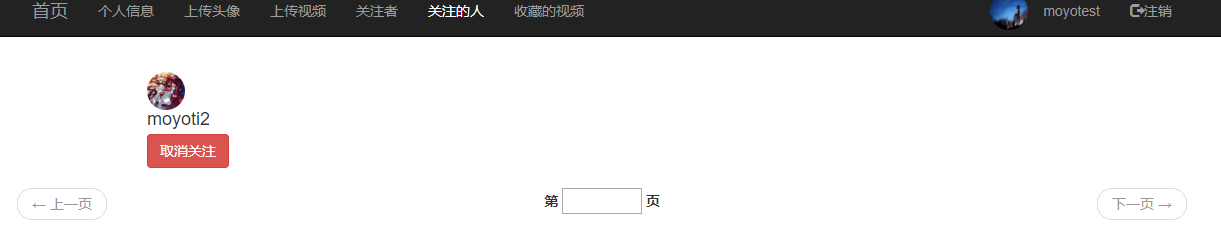 首页 个人信息 上传头像 上传视频 关注者 关注的人 收藏的视频 moyotest 注销
moyoti2
取消关注
← 上一页 第 页 下一页 →